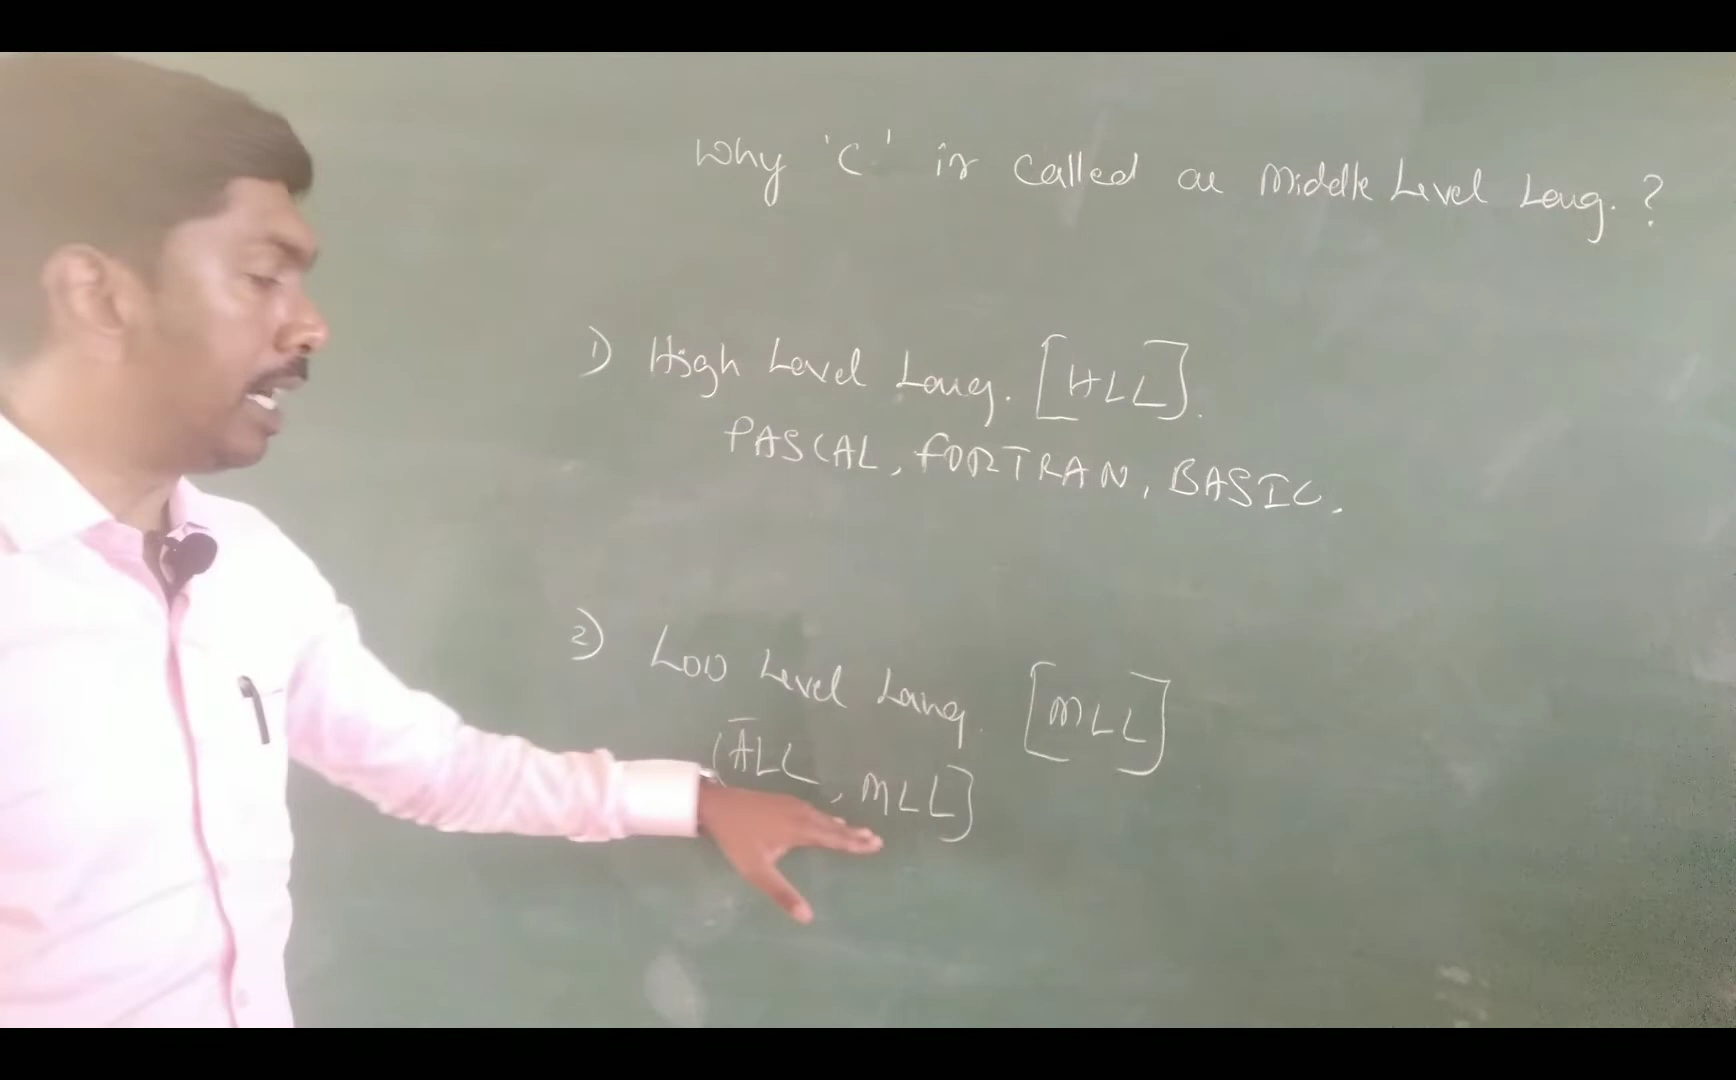 Why 'C' is called as Middle Level Lang. ?
1) High Level Lang. [HLL].
PASCAL, FORTRAN, BASIC.
2) Low Level Lang. [MLL]
(ALL, MLL]